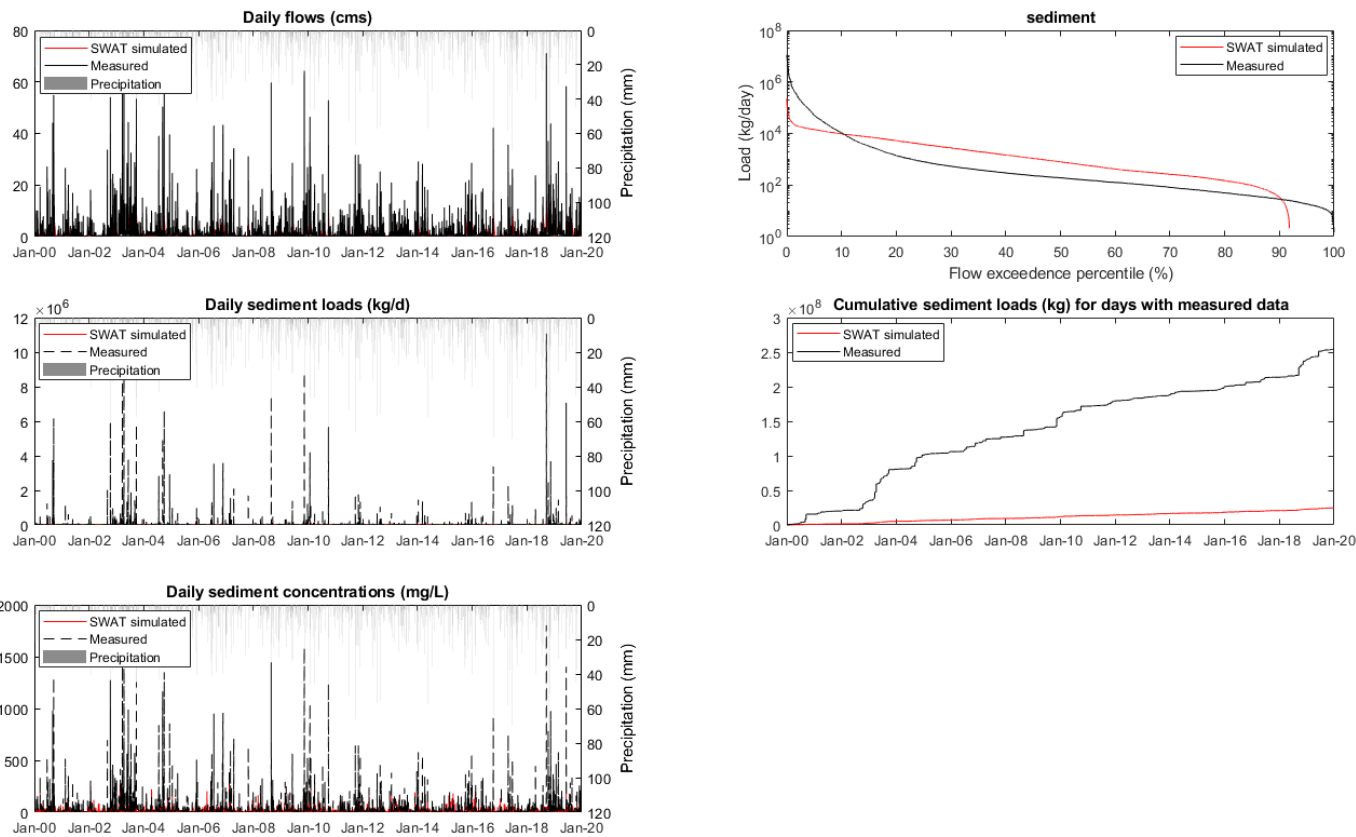 Daily flows (cms)
80
60
40
20
0
SWAT simulated
Measured
Precipitation
0
20
40
60
80
100
120
Precipitation (mm)
Jan-00 Jan-02 Jan-04 Jan-06 Jan-08 Jan-10 Jan-12 Jan-14 Jan-16 Jan-18 Jan-20
sediment
10^8
10^6
10^4
10^2
10^0
Load (kg/day)
SWAT simulated
Measured
0 10 20 30 40 50 60 70 80 90 100
Flow exceedence percentile (%)
Daily sediment loads (kg/d)
× 10^6
12
10
8
6
4
2
0
SWAT simulated
Measured
Precipitation
0
20
40
60
80
100
120
Precipitation (mm)
Jan-00 Jan-02 Jan-04 Jan-06 Jan-08 Jan-10 Jan-12 Jan-14 Jan-16 Jan-18 Jan-20
Cumulative sediment loads (kg) for days with measured data
× 10^8
3
2.5
2
1.5
1
0.5
0
SWAT simulated
Measured
Jan-00 Jan-02 Jan-04 Jan-06 Jan-08 Jan-10 Jan-12 Jan-14 Jan-16 Jan-18 Jan-20
Daily sediment concentrations (mg/L)
2000
1500
1000
500
0
SWAT simulated
Measured
Precipitation
0
20
40
60
80
100
120
Precipitation (mm)
Jan-00 Jan-02 Jan-04 Jan-06 Jan-08 Jan-10 Jan-12 Jan-14 Jan-16 Jan-18 Jan-20